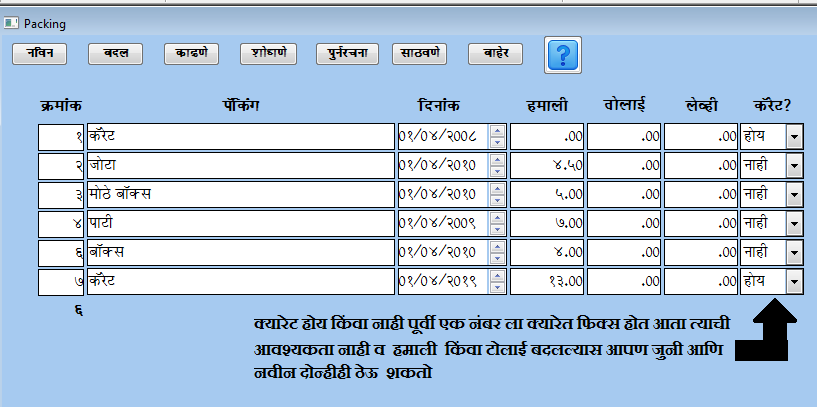 Packing
नविन बदल काढणे शोधणे पुर्नरचना साठवणे बाहेर ?
क्रमांक पॅकिंग दिनांक हमाली वोलाई लेव्ही कॅरेट?
१ कॅरेट ०१/०४/२००८ .०० .०० .०० होय
२ जोटा ०१/०४/२०१० ४.५० .०० .०० नाही
३ मोठे बॉक्स ०१/०४/२०१० ५.०० .०० .०० नाही
४ पाटी ०१/०४/२००९ ७.०० .०० .०० नाही
६ बॉक्स ०१/०४/२०१० ४.०० .०० .०० नाही
७ कॅरेट ०१/०४/२०१९ १३.०० .०० .०० होय
६
क्यारेट होय किंवा नाही पूर्वी एक नंबर ला क्यारेत फिक्स होत आता त्याची
आवश्यकता नाही व हमाली किंवा टोलाई बदलल्यास आपण जुनी आणि
नवीन दोन्हीही ठेऊ शकतो